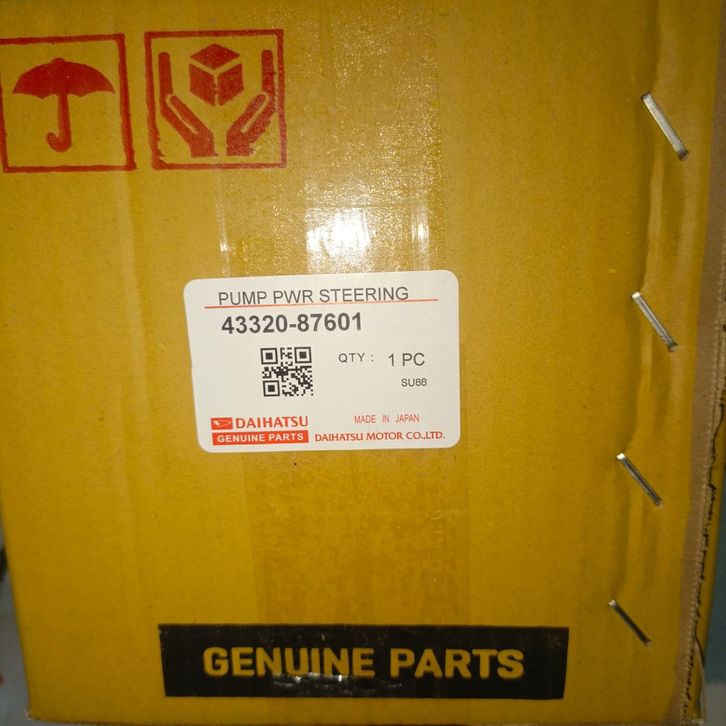 PUMP PWR STEERING
43320-87601
QTY : 1 PC
SU88
DAIHATSU MADE IN JAPAN
GENUINE PARTS DAIHATSU MOTOR CO.,LTD.
GENUINE PARTS